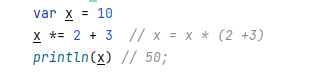 var x = 10
x *= 2 + 3  // x = x * (2 +3)
println(x) // 50;